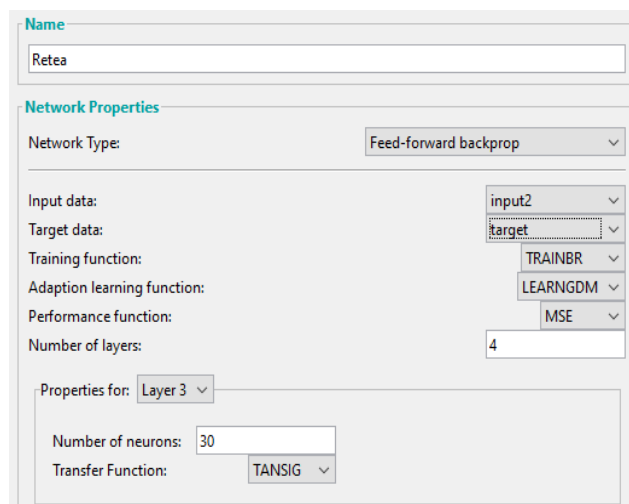 Name
Retea
Network Properties
Network Type: Feed-forward backprop
Input data: input2
Target data: target
Training function: TRAINBR
Adaption learning function: LEARNGDM
Performance function: MSE
Number of layers: 4
Properties for: Layer 3
Number of neurons: 30
Transfer Function: TANSIG